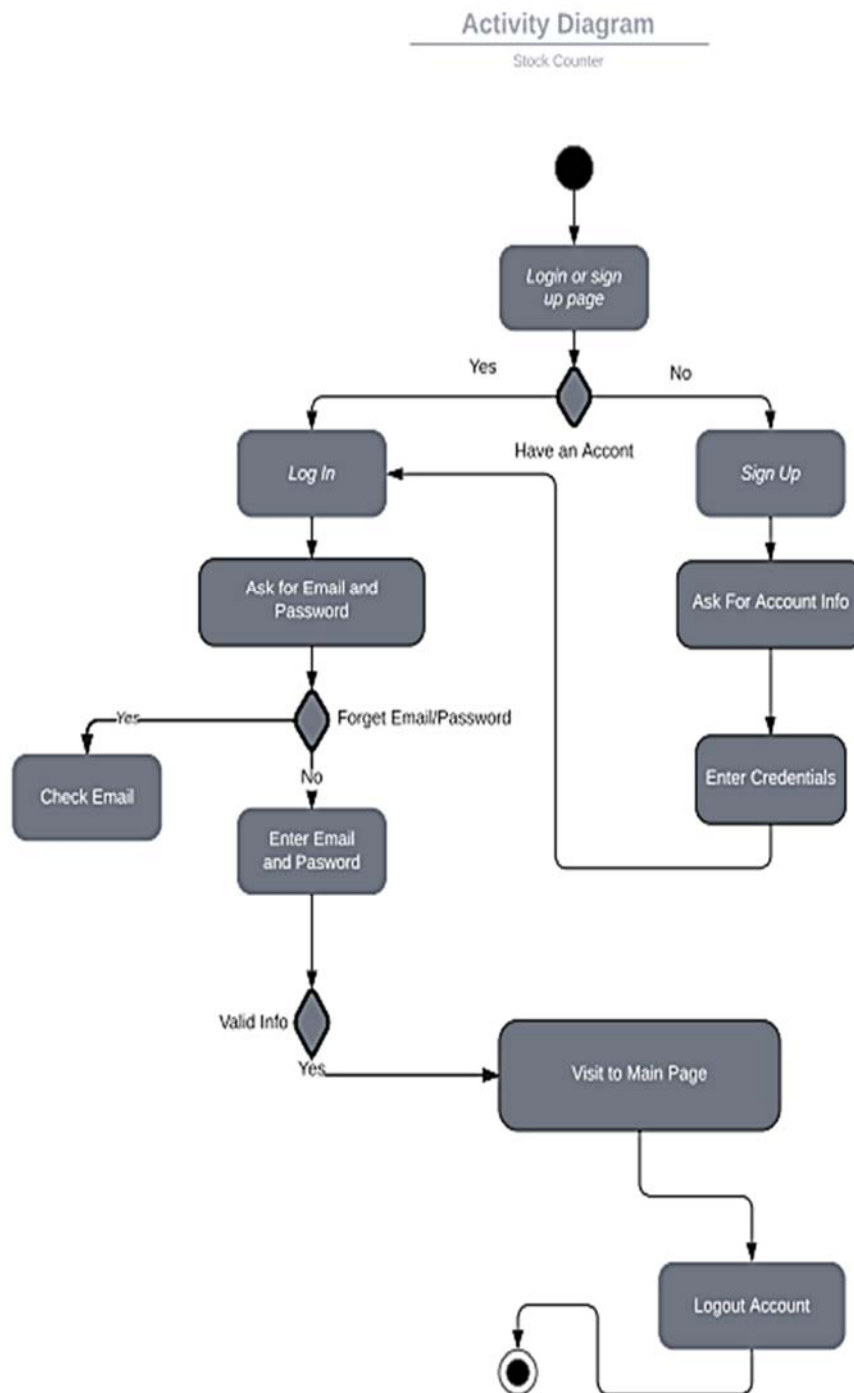 Activity Diagram
Stock Counter
Login or sign
up page
Yes
No
Have an Accont
Log In
Sign Up
Ask for Email and
Password
Ask For Account Info
Yes
Forget Email/Password
Check Email
No
Enter Credentials
Enter Email
and Pasword
Valid Info
Yes
Visit to Main Page
Logout Account